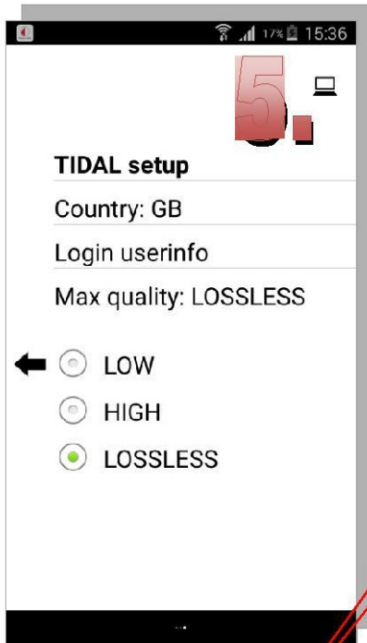 17% 15:36
5.
TIDAL setup
Country: GB
Login userinfo
Max quality: LOSSLESS
LOW
HIGH
LOSSLESS